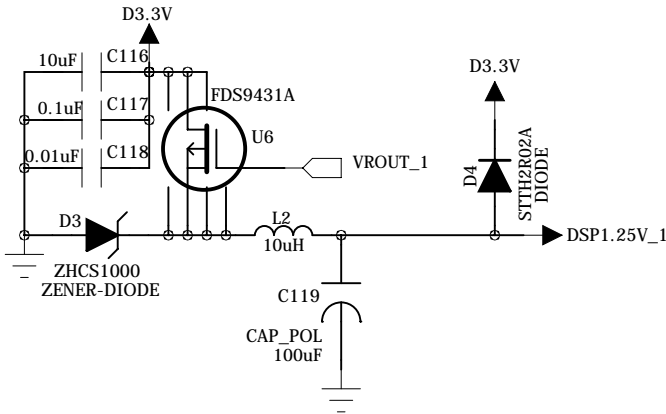 D3.3V
10uF
C116
0.1uF
C117
0.01uF
C118
FDS9431A
U6
VROUT_1
D3.3V
D4
STTH2R02A
DIODE
D3
ZHCS1000
ZENER-DIODE
L2
10uH
DSP1.25V_1
C119
CAP_POL
100uF